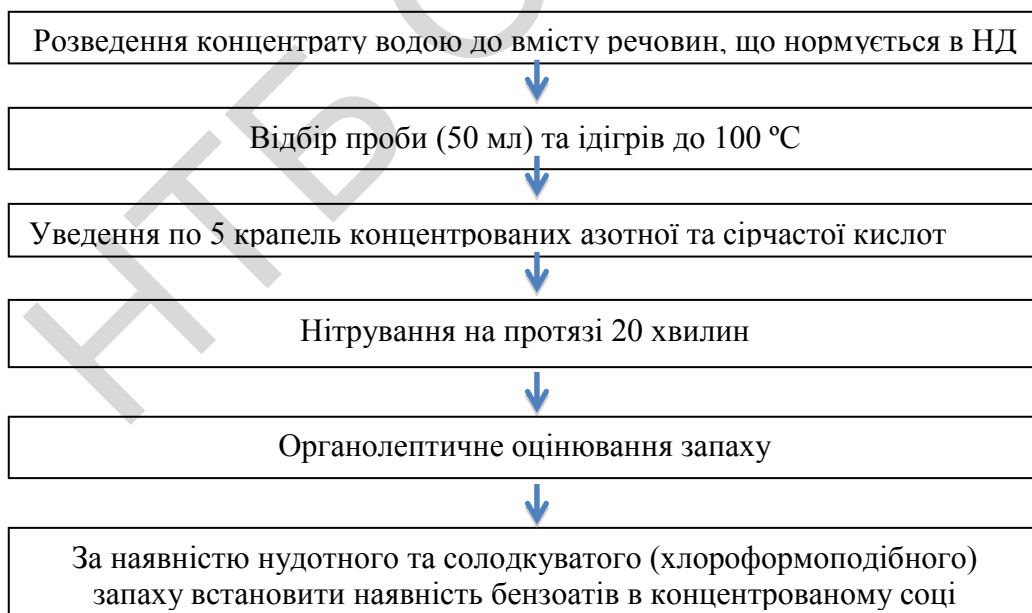 Розведення концентрату водою до вмісту речовин, що нормується в НД
Відбір проби (50 мл) та ідігрів до 100 ºС
Уведення по 5 крапель концентрованих азотної та сірчастої кислот
Нітрування на протязі 20 хвилин
Органолептичне оцінювання запаху
За наявністю нудотного та солодкуватого (хлороформоподібного)
запаху встановити наявність бензоатів в концентрованому соці
НТБ